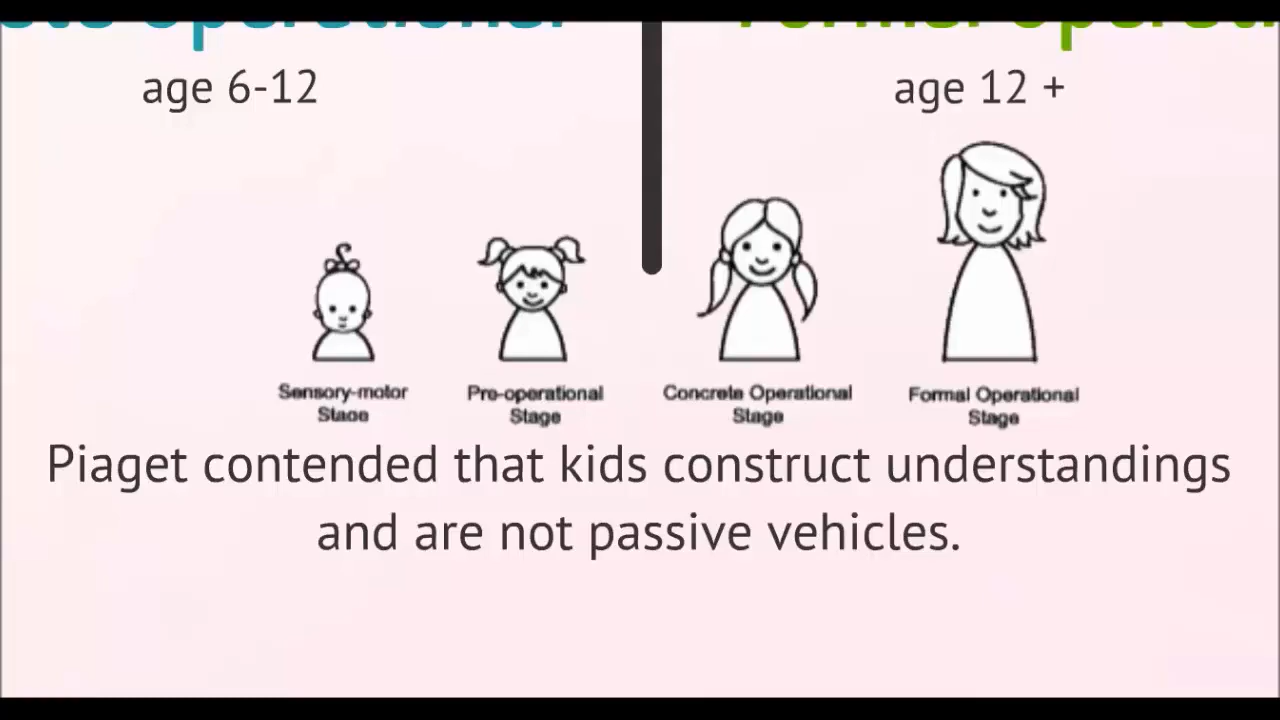 age 6-12
age 12 +
Sensory-motor
Stage
Pre-operational
Stage
Concrete Operational
Stage
Formal Operational
Stage
Piaget contended that kids construct understandings
and are not passive vehicles.